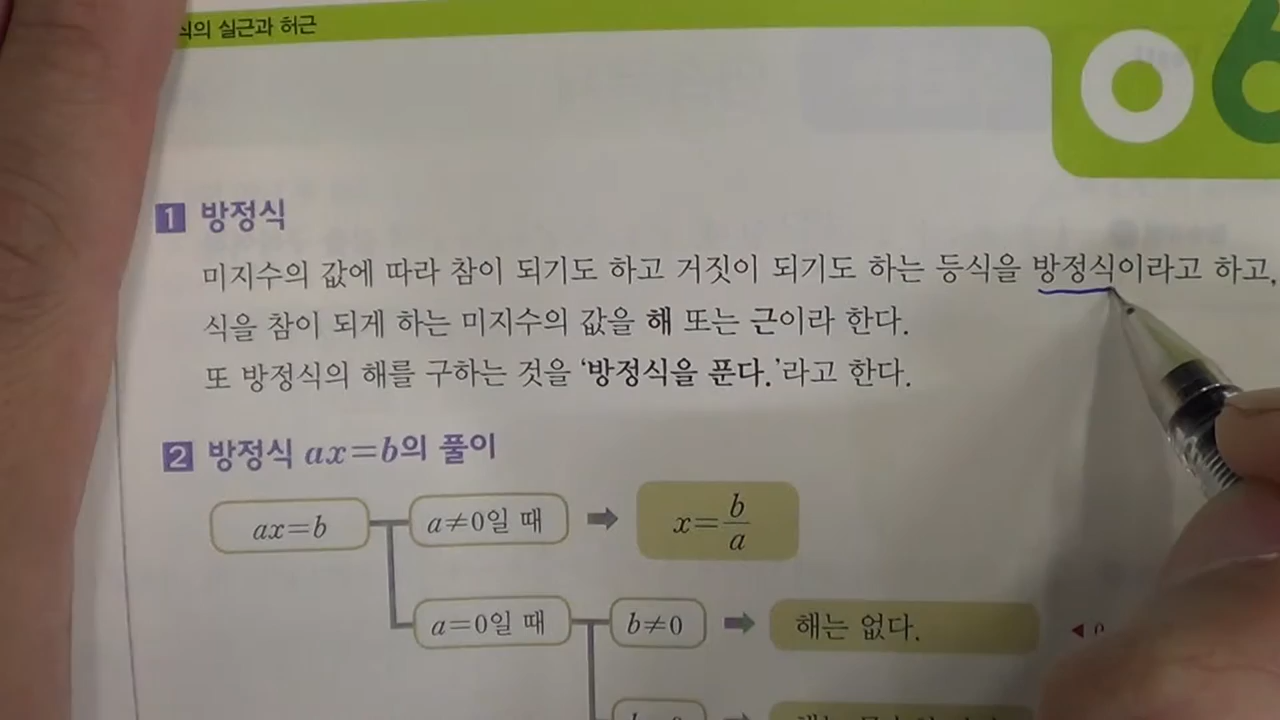 식의 실근과 허근
06
1 방정식
미지수의 값에 따라 참이 되기도 하고 거짓이 되기도 하는 등식을 방정식이라고 하고,
식을 참이 되게 하는 미지수의 값을 해 또는 근이라 한다.
또 방정식의 해를 구하는 것을 ‘방정식을 푼다.’라고 한다.
2 방정식 ax=b의 풀이
ax=b a≠0일 때 ➡ x=b/a
a=0일 때 b≠0 ➡ 해는 없다. ◀